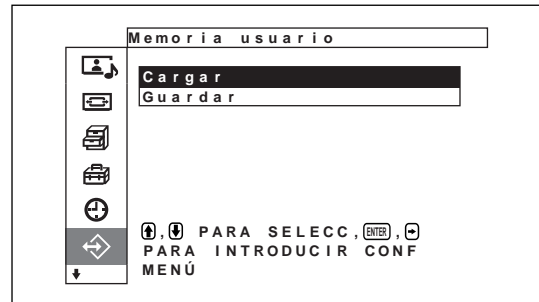 Memoria usuario
Cargar
Guardar
, PARA SELECC, ENTER,
PARA INTRODUCIR CONF
MENÚ